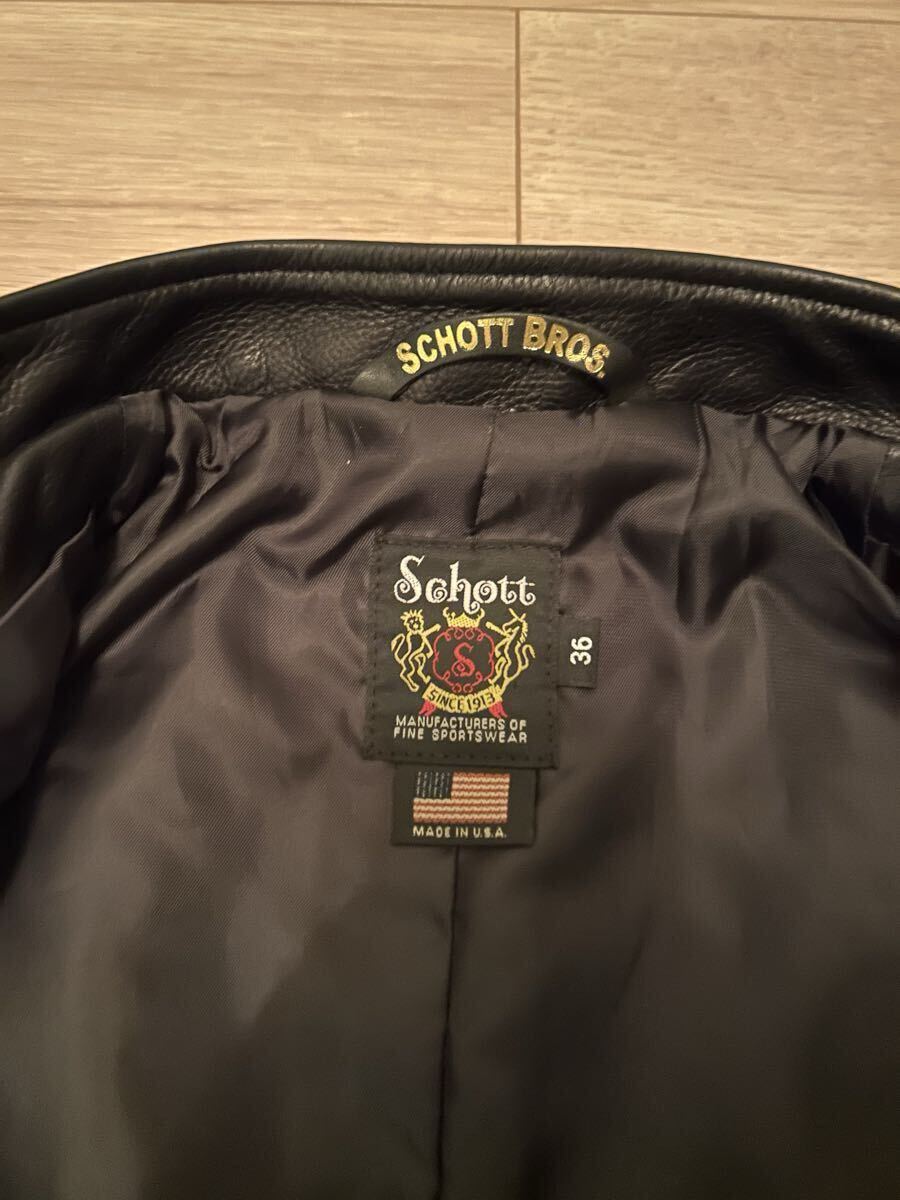 SCHOTT BROS.
Schott
S
SINCE 1913
MANUFACTURERS OF
FINE SPORTSWEAR
36
MADE IN U.S.A.